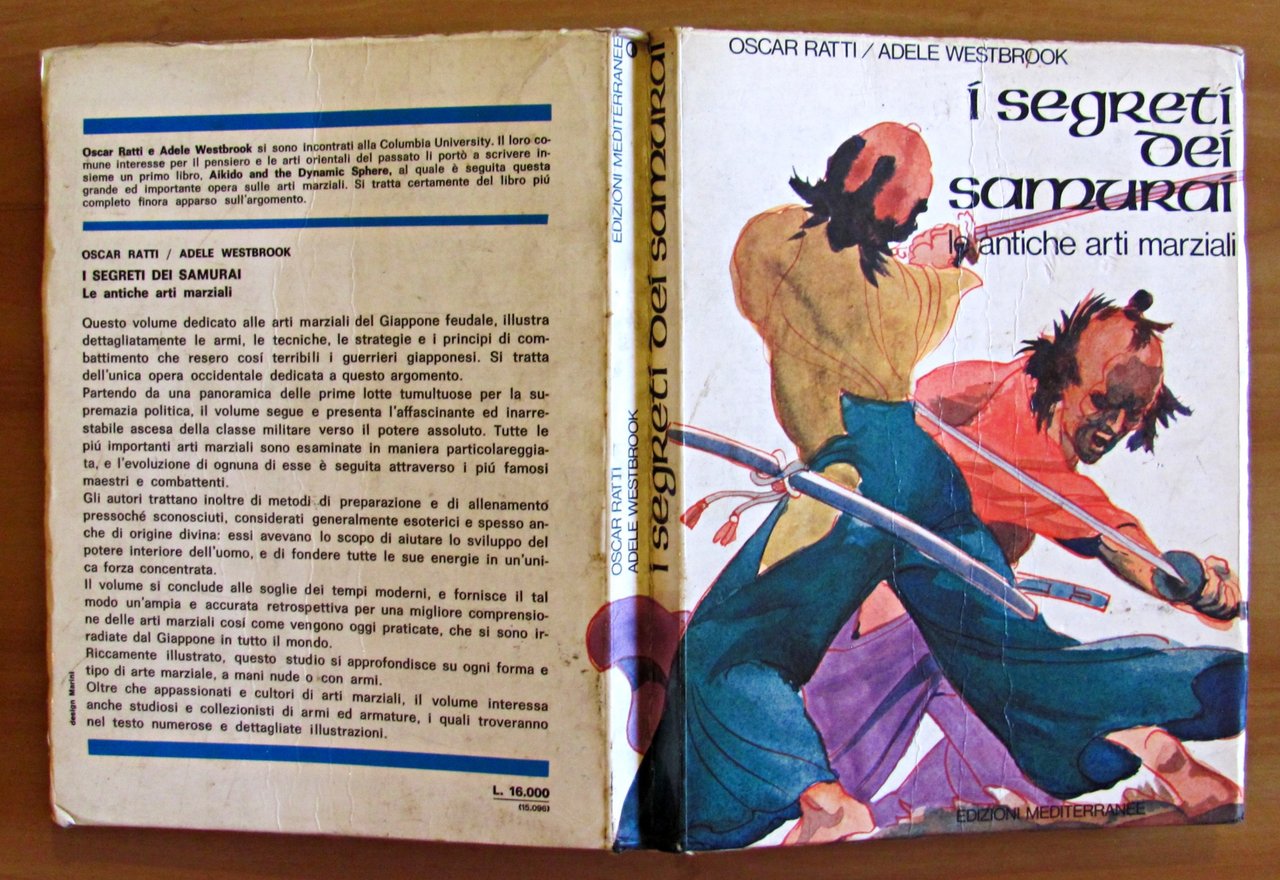 Oscar Ratti e Adele Westbrook si sono incontrati alla Columbia University. Il loro co-
mune interesse per il pensiero e le arti orientali del passato li portò a scrivere in-
sieme un primo libro, Aikido and the Dynamic Sphere, al quale è seguita questa
grande ed importante opera sulle arti marziali. Si tratta certamente del libro piú
completo finora apparso sull'argomento.
OSCAR RATTI / ADELE WESTBROOK
I SEGRETI DEI SAMURAI
Le antiche arti marziali
Questo volume dedicato alle arti marziali del Giappone feudale, illustra
dettagliatamente le armi, le tecniche, le strategie e i principi di com-
battimento che resero cosí terribili i guerrieri giapponesi. Si tratta
dell'unica opera occidentale dedicata a questo argomento.
Partendo da una panoramica delle prime lotte tumultuose per la su-
premazia politica, il volume segue e presenta l'affascinante ed inarre-
stabile ascesa della classe militare verso il potere assoluto. Tutte le
piú importanti arti marziali sono esaminate in maniera particolareggia-
ta, e l'evoluzione di ognuna di esse è seguita attraverso i piú famosi
maestri e combattenti.
Gli autori trattano inoltre di metodi di preparazione e di allenamento
pressoché sconosciuti, considerati generalmente esoterici e spesso an-
che di origine divina: essi avevano lo scopo di aiutare lo sviluppo del
potere interiore dell'uomo, e di fondere tutte le sue energie in un'uni-
ca forza concentrata.
Il volume si conclude alle soglie dei tempi moderni, e fornisce il tal
modo un'ampia e accurata retrospettiva per una migliore comprensio-
ne delle arti marziali cosí come vengono oggi praticate, che si sono ir-
radiate dal Giappone in tutto il mondo.
Riccamente illustrato, questo studio si approfondisce su ogni forma e
tipo di arte marziale, a mani nude o con armi.
Oltre che appassionati e cultori di arti marziali, il volume interessa
anche studiosi e collezionisti di armi ed armature, i quali troveranno
nel testo numerose e dettagliate illustrazioni.
design Marini
L. 16.000
(15.096)
OSCAR RATTI
ADELE WESTBROOK
i segreti dei samurai
EDIZIONI MEDITERRANEE
OSCAR RATTI / ADELE WESTBROOK
i segreti
dei
samurai
le antiche arti marziali
EDIZIONI MEDITERRANEE